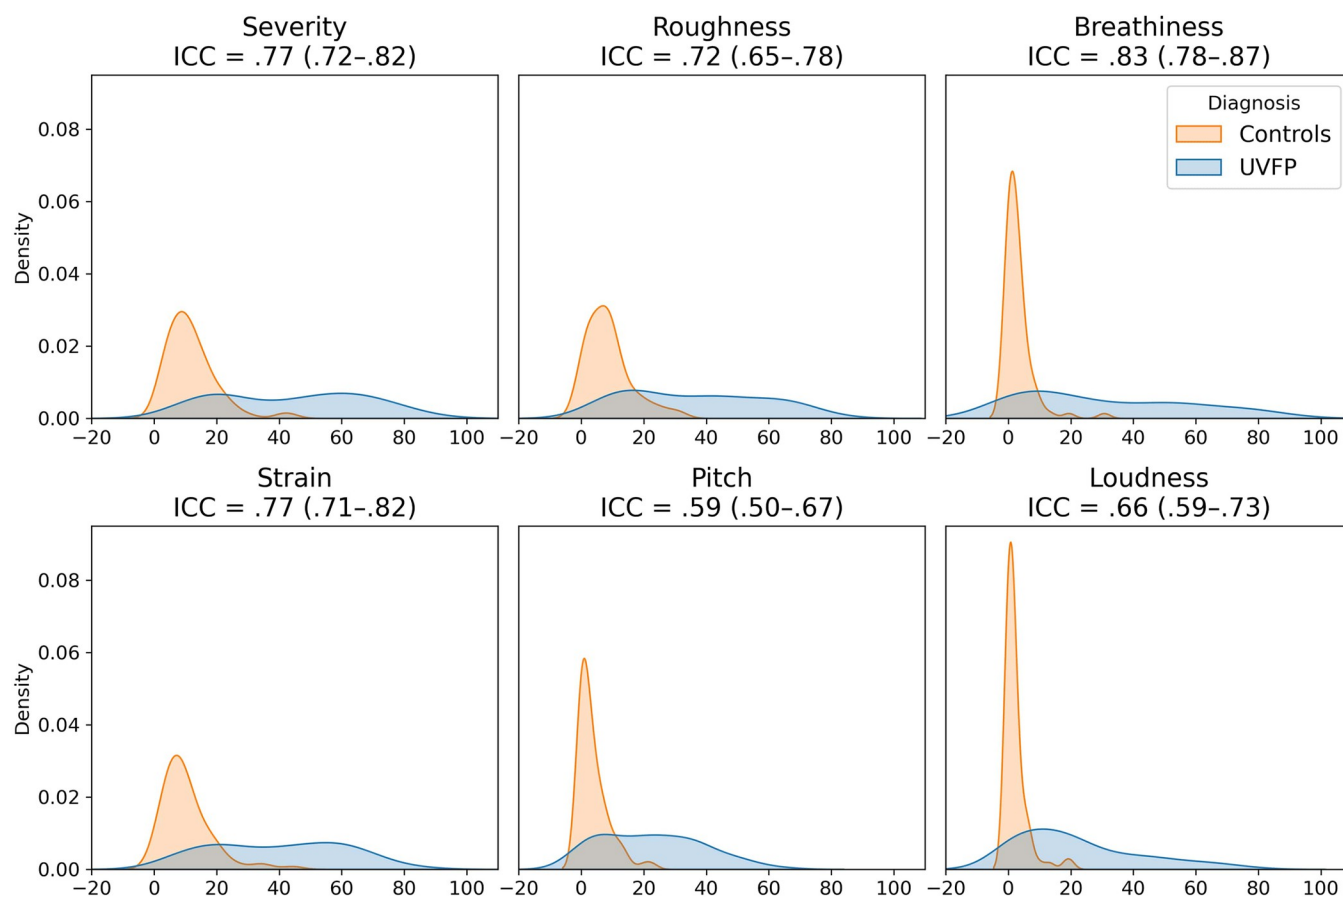 Severity
ICC = .77 (.72–.82)
Roughness
ICC = .72 (.65–.78)
Breathiness
ICC = .83 (.78–.87)
Density
0.08
0.06
0.04
0.02
0.00
−20 0 20 40 60 80 100
−20 0 20 40 60 80 100
−20 0 20 40 60 80 100
Diagnosis
Controls
UVFP
Strain
ICC = .77 (.71–.82)
Pitch
ICC = .59 (.50–.67)
Loudness
ICC = .66 (.59–.73)
Density
0.08
0.06
0.04
0.02
0.00
−20 0 20 40 60 80 100
−20 0 20 40 60 80 100
−20 0 20 40 60 80 100